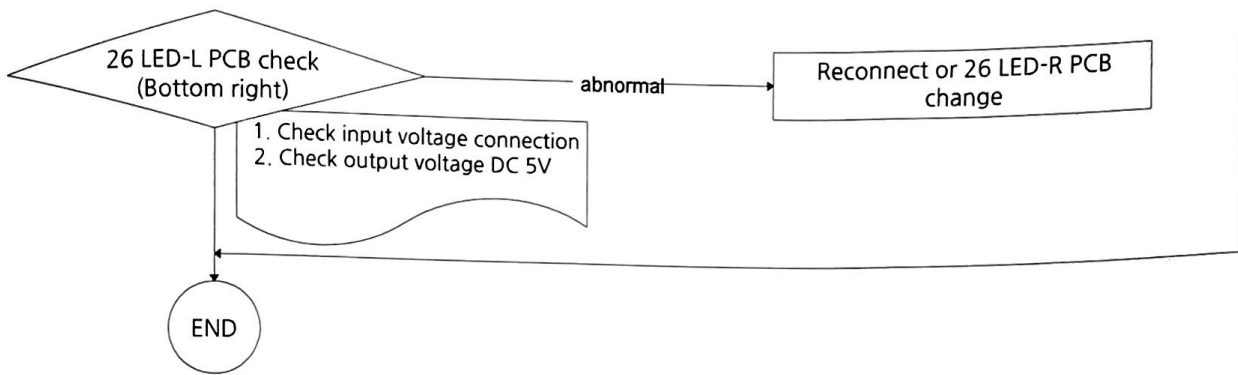 26 LED-L PCB check
(Bottom right)
abnormal
Reconnect or 26 LED-R PCB
change
1. Check input voltage connection
2. Check output voltage DC 5V
END